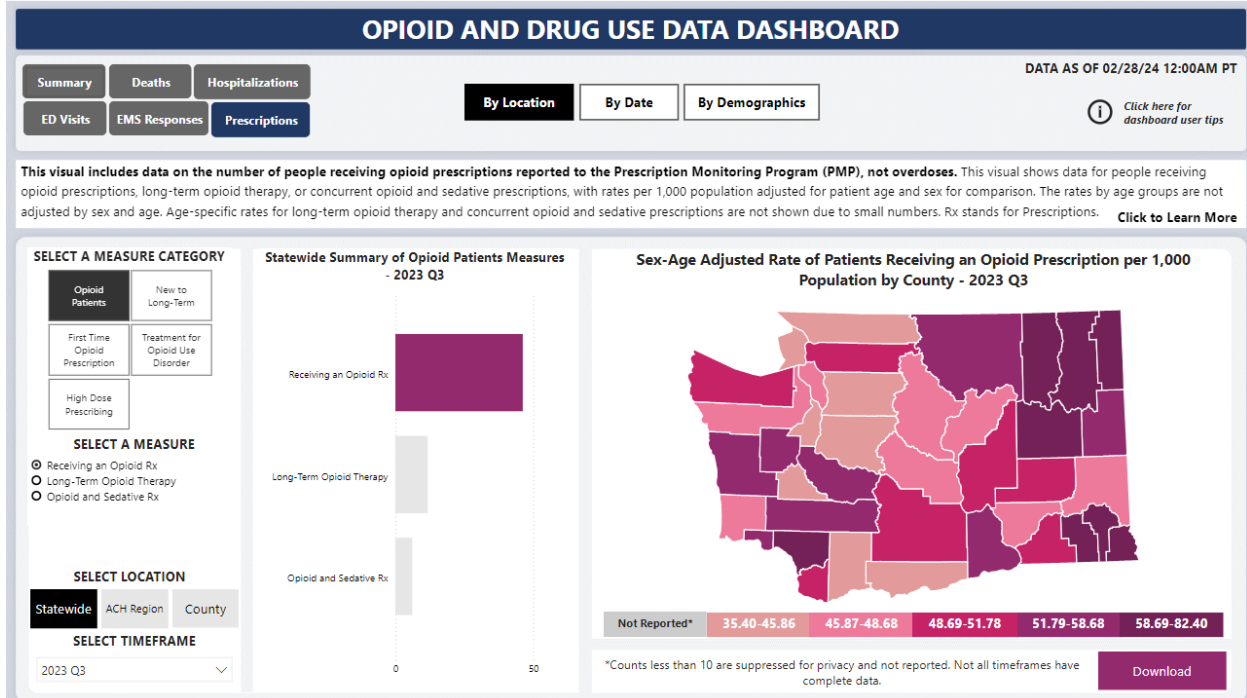 OPIOID AND DRUG USE DATA DASHBOARD
Summary
Deaths
Hospitalizations
ED Visits
EMS Responses
Prescriptions
By Location
By Date
By Demographics
DATA AS OF 02/28/24 12:00AM PT
i
Click here for
dashboard user tips
This visual includes data on the number of people receiving opioid prescriptions reported to the Prescription Monitoring Program (PMP), not overdoses. This visual shows data for people receiving
opioid prescriptions, long-term opioid therapy, or concurrent opioid and sedative prescriptions, with rates per 1,000 population adjusted for patient age and sex for comparison. The rates by age groups are not
adjusted by sex and age. Age-specific rates for long-term opioid therapy and concurrent opioid and sedative prescriptions are not shown due to small numbers. Rx stands for Prescriptions.
Click to Learn More
SELECT A MEASURE CATEGORY
Opioid
Patients
New to
Long-Term
First Time
Opioid
Prescription
Treatment for
Opioid Use
Disorder
High Dose
Prescribing
SELECT A MEASURE
Receiving an Opioid Rx
Long-Term Opioid Therapy
Opioid and Sedative Rx
SELECT LOCATION
Statewide
ACH Region
County
SELECT TIMEFRAME
2023 Q3
Statewide Summary of Opioid Patients Measures
- 2023 Q3
Receiving an Opioid Rx
Long-Term Opioid Therapy
Opioid and Sedative Rx
0
50
Sex-Age Adjusted Rate of Patients Receiving an Opioid Prescription per 1,000
Population by County - 2023 Q3
Not Reported*
35.40-45.86
45.87-48.68
48.69-51.78
51.79-58.68
58.69-82.40
*Counts less than 10 are suppressed for privacy and not reported. Not all timeframes have
complete data.
Download